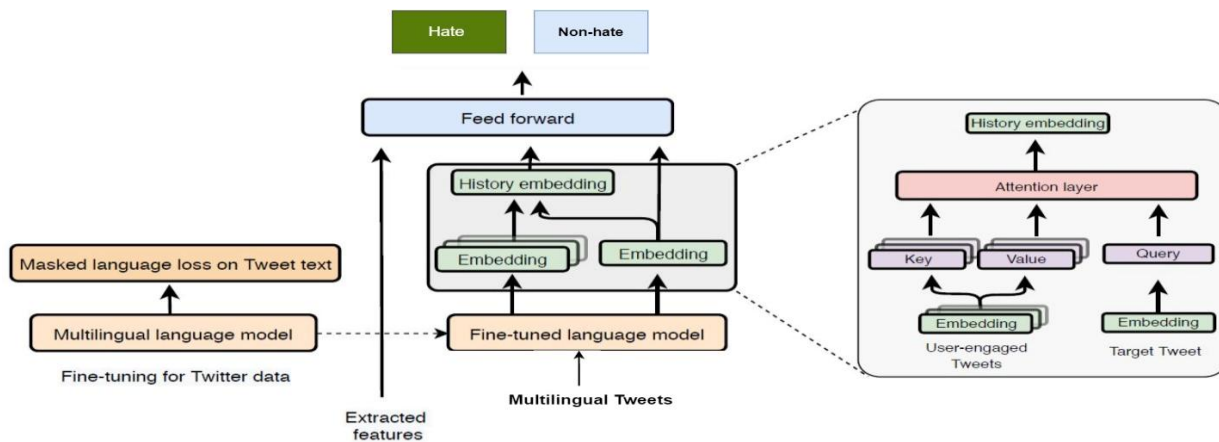 Hate
Non-hate
Feed forward
History embedding
Embedding
Embedding
Masked language loss on Tweet text
Multilingual language model
Fine-tuned language model
Fine-tuning for Twitter data
Multilingual Tweets
Extracted
features
History embedding
Attention layer
Key
Value
Query
Embedding
Embedding
User-engaged
Tweets
Target Tweet